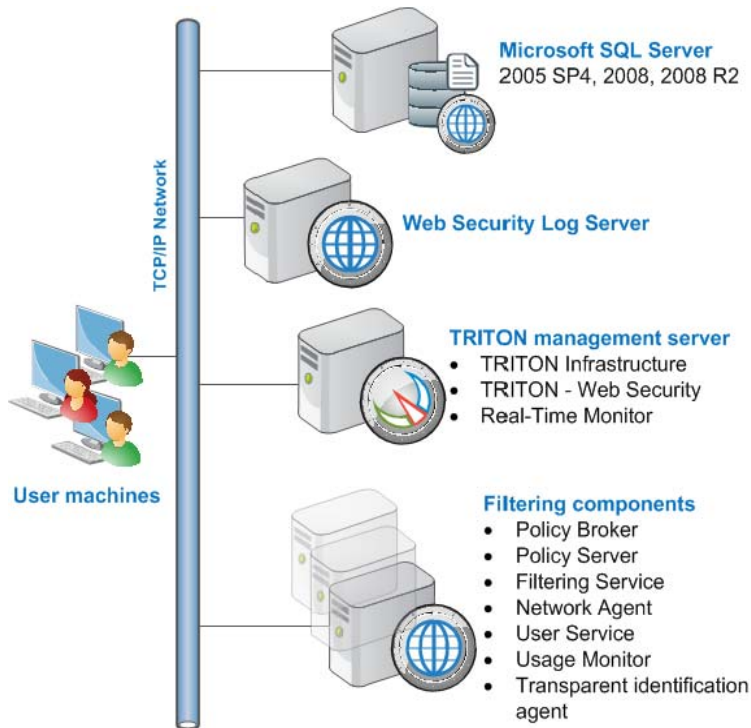 Microsoft SQL Server
2005 SP4, 2008, 2008 R2
TCP/IP Network
Web Security Log Server
TRITON management server
• TRITON Infrastructure
• TRITON - Web Security
• Real-Time Monitor
User machines
Filtering components
• Policy Broker
• Policy Server
• Filtering Service
• Network Agent
• User Service
• Usage Monitor
• Transparent identification
agent